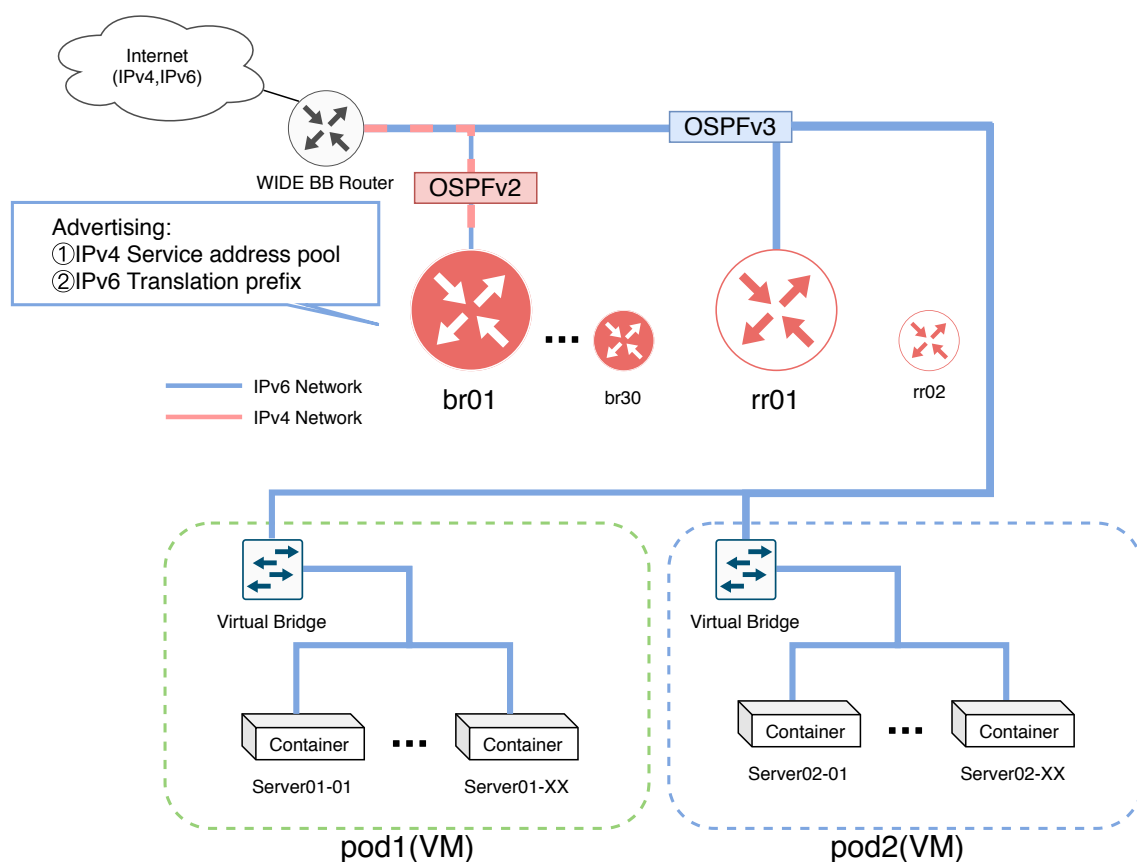 Internet
(IPv4,IPv6)
WIDE BB Router
OSPFv3
OSPFv2
Advertising:
①IPv4 Service address pool
②IPv6 Translation prefix
br01
br30
rr01
rr02
IPv6 Network
IPv4 Network
Virtual Bridge
Virtual Bridge
Container
Container
Container
Container
Server01-01
Server01-XX
Server02-01
Server02-XX
pod1(VM)
pod2(VM)